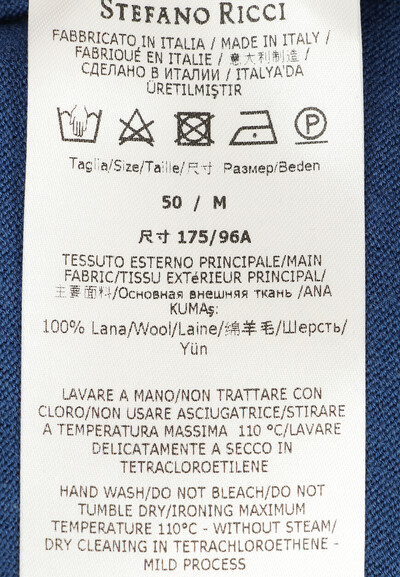 STEFANO RICCI
FABBRICATO IN ITALIA / MADE IN ITALY /
FABRIQUÉ EN ITALIE / 意大利制造 /
СДЕЛАНО В ИТАЛИИ / ITALYA'DA
ÜRETILMIŞTIR
P
Taglia/Size/Taille/尺寸 Размер/Beden
50 / M
尺寸 175/96A
TESSUTO ESTERNO PRINCIPALE/MAIN
FABRIC/TISSU EXTéRIEUR PRINCIPAL/
主要面料/Основная внешняя ткань /ANA
KUMAş:
100% Lana/Wool/Laine/绵羊毛/Шерсть/
Yün
LAVARE A MANO/NON TRATTARE CON
CLORO/NON USARE ASCIUGATRICE/STIRARE
A TEMPERATURA MASSIMA 110 °C/LAVARE
DELICATAMENTE A SECCO IN
TETRACLOROETILENE
HAND WASH/DO NOT BLEACH/DO NOT
TUMBLE DRY/IRONING MAXIMUM
TEMPERATURE 110°C - WITHOUT STEAM/
DRY CLEANING IN TETRACHLOROETHENE -
MILD PROCESS